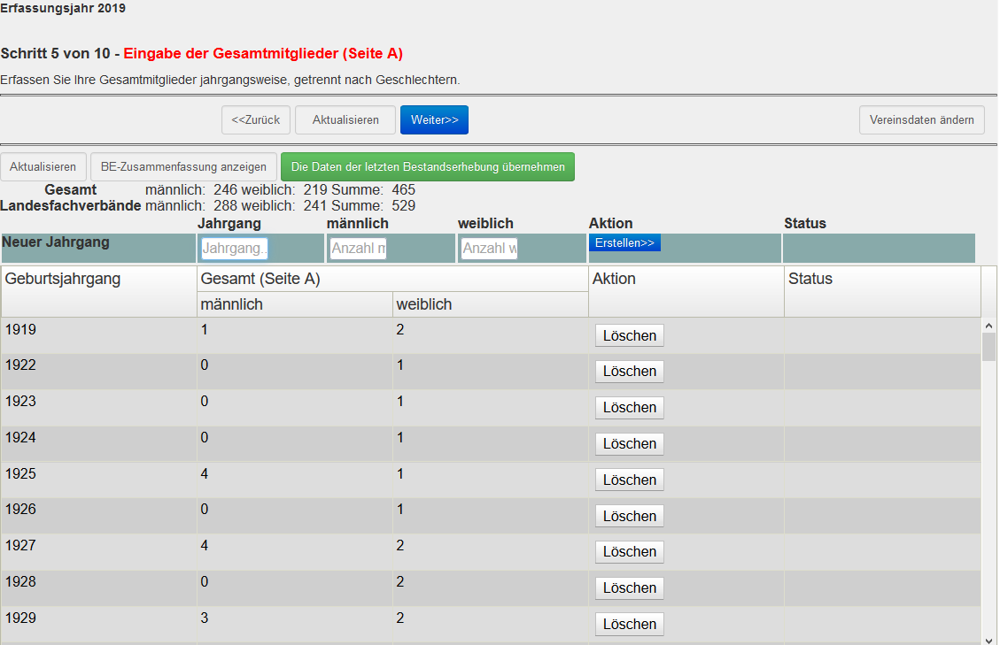 Erfassungsjahr 2019
Schritt 5 von 10 - Eingabe der Gesamtmitglieder (Seite A)
Erfassen Sie Ihre Gesamtmitglieder jahrgangsweise, getrennt nach Geschlechtern.
<<Zurück Aktualisieren Weiter>> Vereinsdaten ändern
Aktualisieren BE-Zusammenfassung anzeigen Die Daten der letzten Bestandserhebung übernehmen
Gesamt männlich: 246 weiblich: 219 Summe: 465
Landesfachverbände männlich: 288 weiblich: 241 Summe: 529
Jahrgang männlich weiblich Aktion Status
Neuer Jahrgang Jahrgang.. Anzahl m Anzahl w Erstellen>>
Geburtsjahrgang Gesamt (Seite A) Aktion Status
männlich weiblich
1919 1 2 Löschen
1922 0 1 Löschen
1923 0 1 Löschen
1924 0 1 Löschen
1925 4 1 Löschen
1926 0 1 Löschen
1927 4 2 Löschen
1928 0 2 Löschen
1929 3 2 Löschen